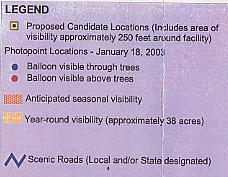 LEGEND
Proposed Candidate Locations (Includes area of
visibility approximately 250 feet around facility)
Photopoint Locations - January 18, 2003
Balloon visible through trees
Balloon visible above trees
Anticipated seasonal visibility
Year-round visibility (approximately 38 acres)
Scenic Roads (Local and/or State designated)